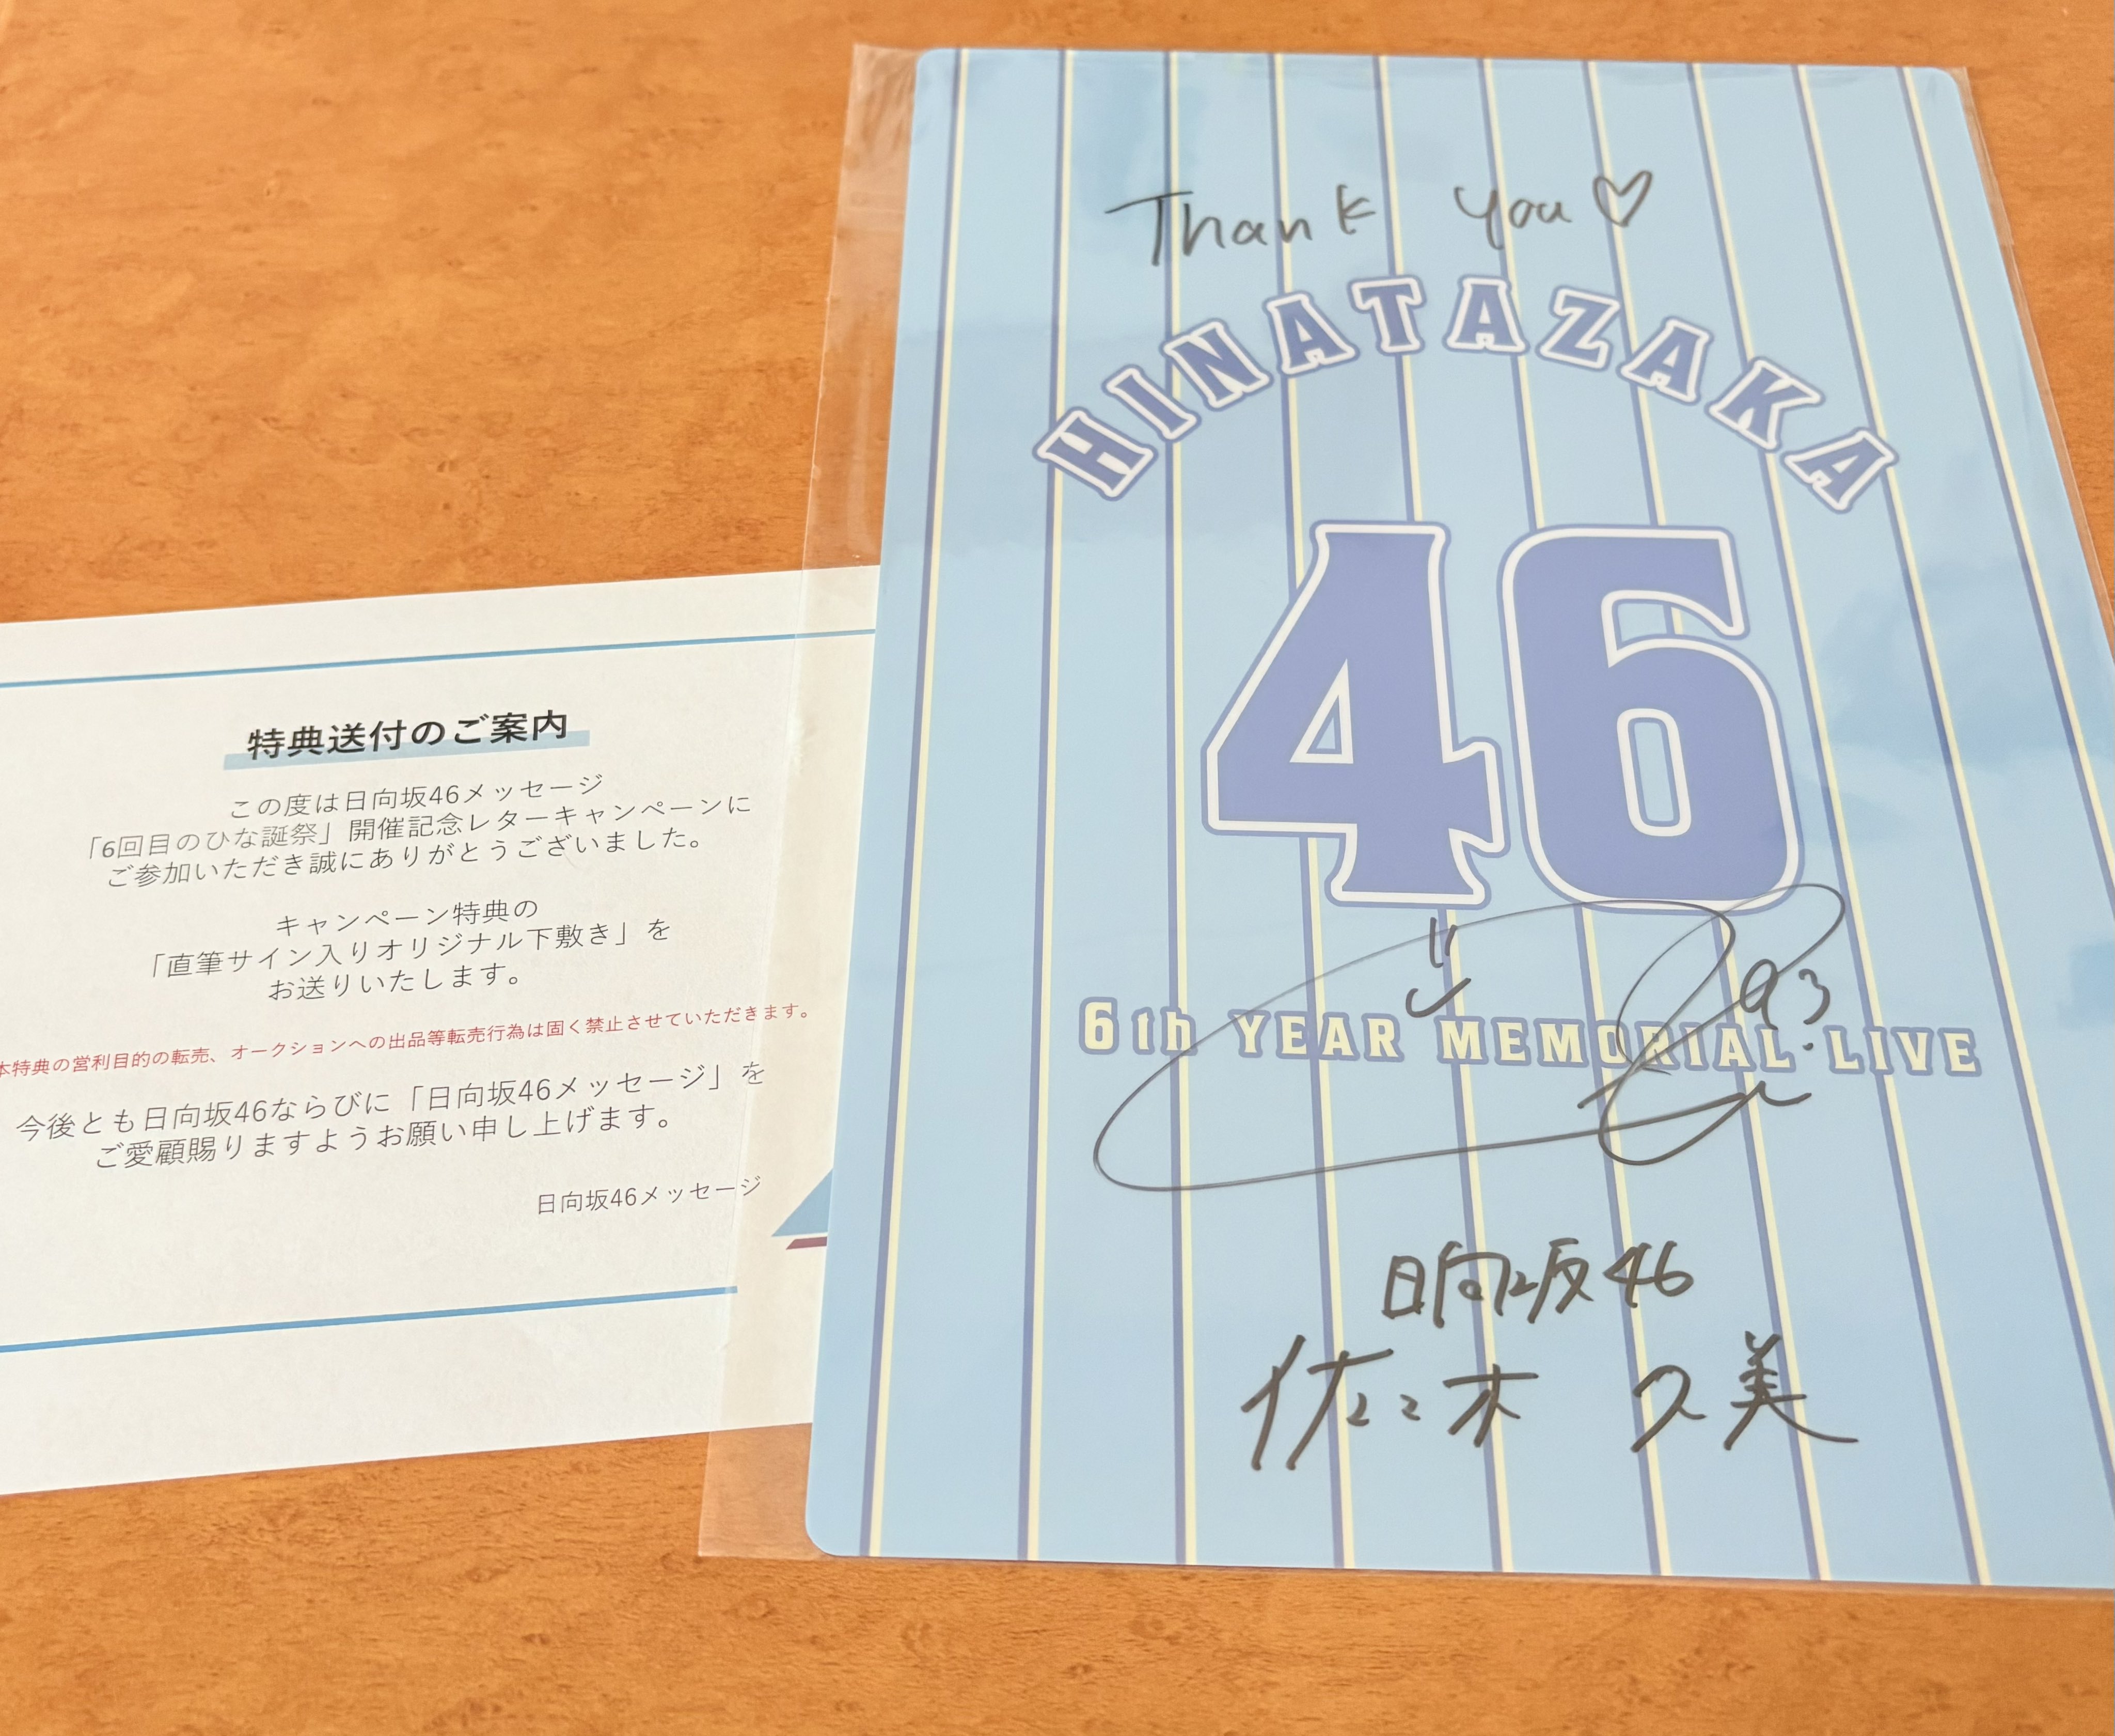 特典送付のご案内
この度は日向坂46メッセージ
「6回目のひな誕祭」開催記念レターキャンペーンに
ご参加いただき誠にありがとうございました。
キャンペーン特典の
「直筆サイン入りオリジナル下敷き」を
お送りいたします。
本特典の営利目的の転売、オークションへの出品等転売行為は固く禁止させていただきます。
今後とも日向坂46ならびに「日向坂46メッセージ」を
ご愛顧賜りますようお願い申し上げます。
日向坂46メッセージ
Thank You♡
HINATAZAKA
46
6th YEAR MEMORIAL LIVE
日向坂46
佐々木 久美